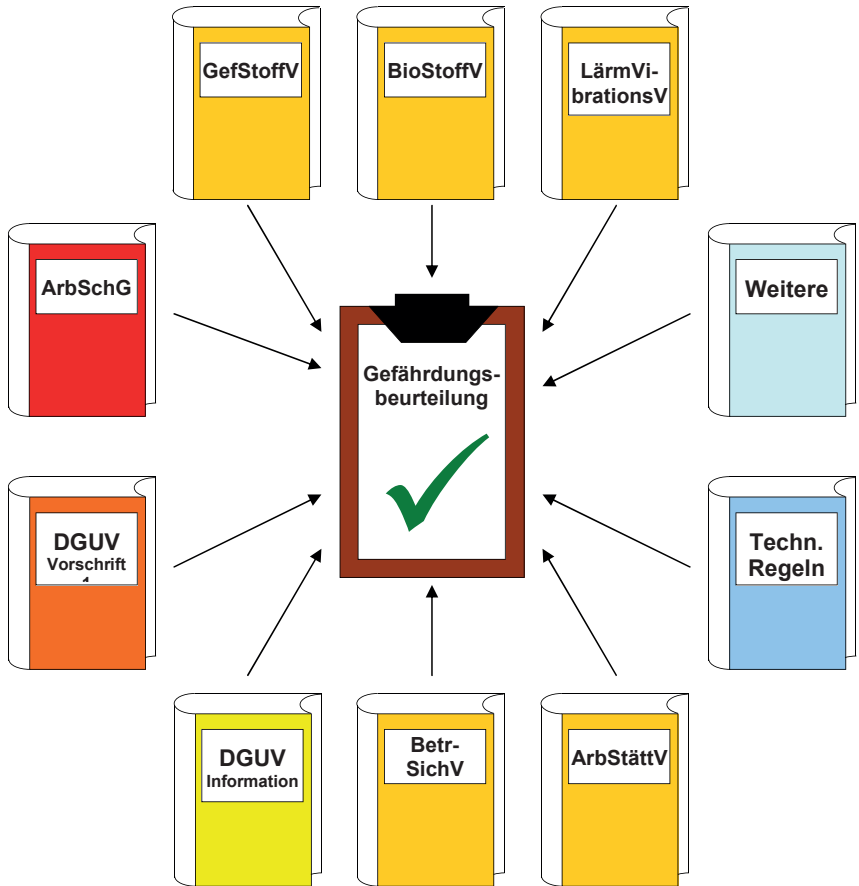 GefStoffV
BioStoffV
LärmVi-
brationsV
ArbSchG
Weitere
Gefährdungs-
beurteilung
DGUV
Vorschrift
Techn.
Regeln
DGUV
Information
Betr-
SichV
ArbStättV